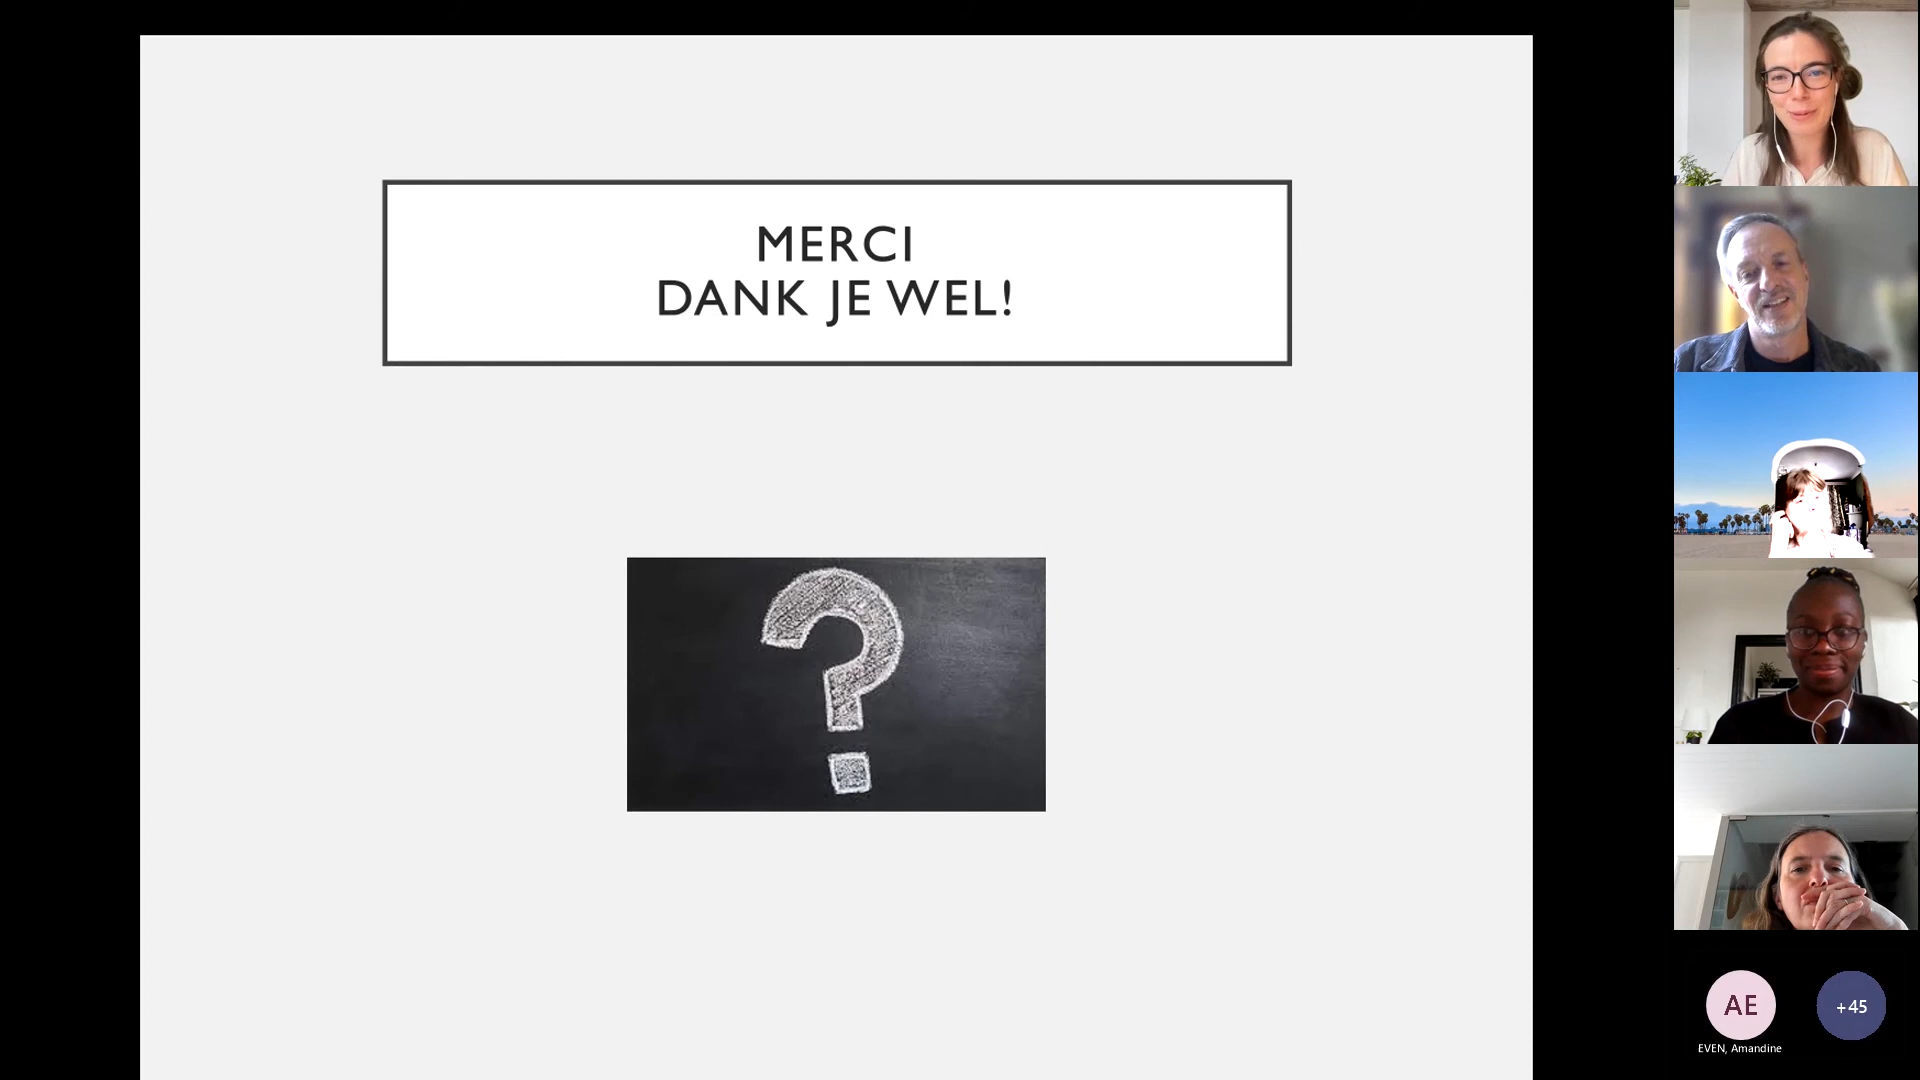 MERCI
DANK JE WEL!
?
AE
+45
EVEN, Amandine